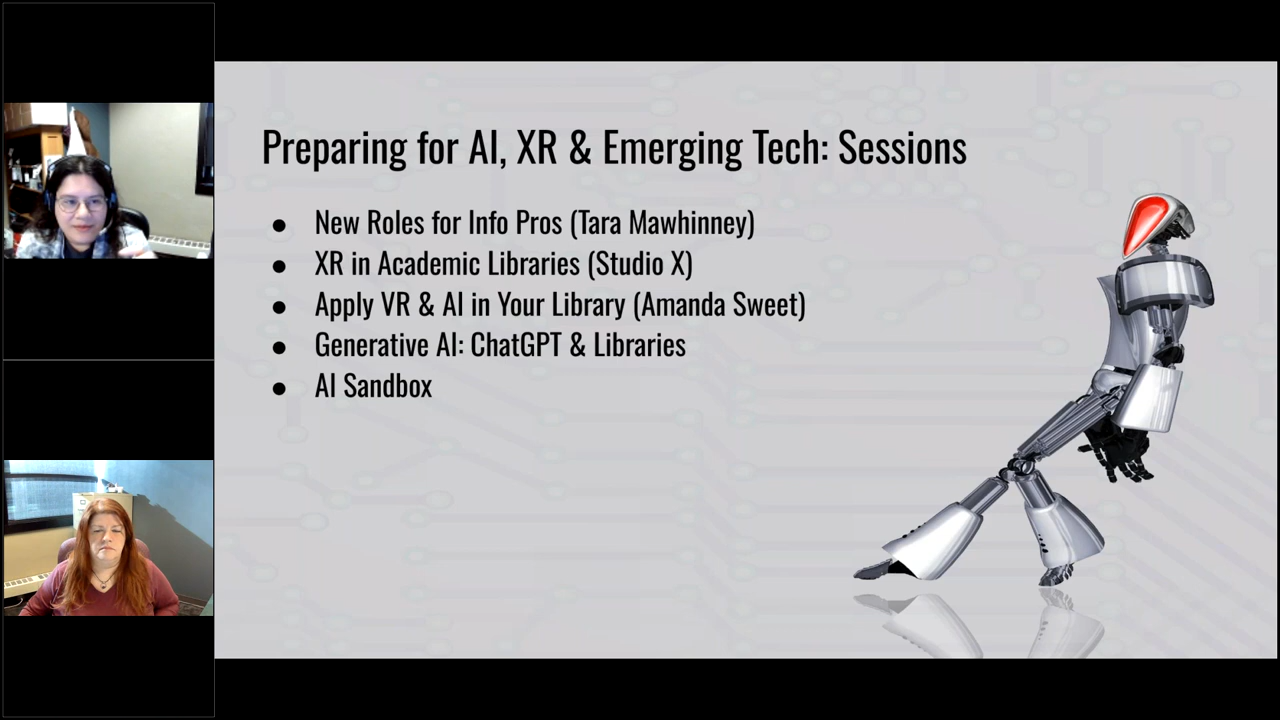 Preparing for AI, XR & Emerging Tech: Sessions
● New Roles for Info Pros (Tara Mawhinney)
● XR in Academic Libraries (Studio X)
● Apply VR & AI in Your Library (Amanda Sweet)
● Generative AI: ChatGPT & Libraries
● AI Sandbox